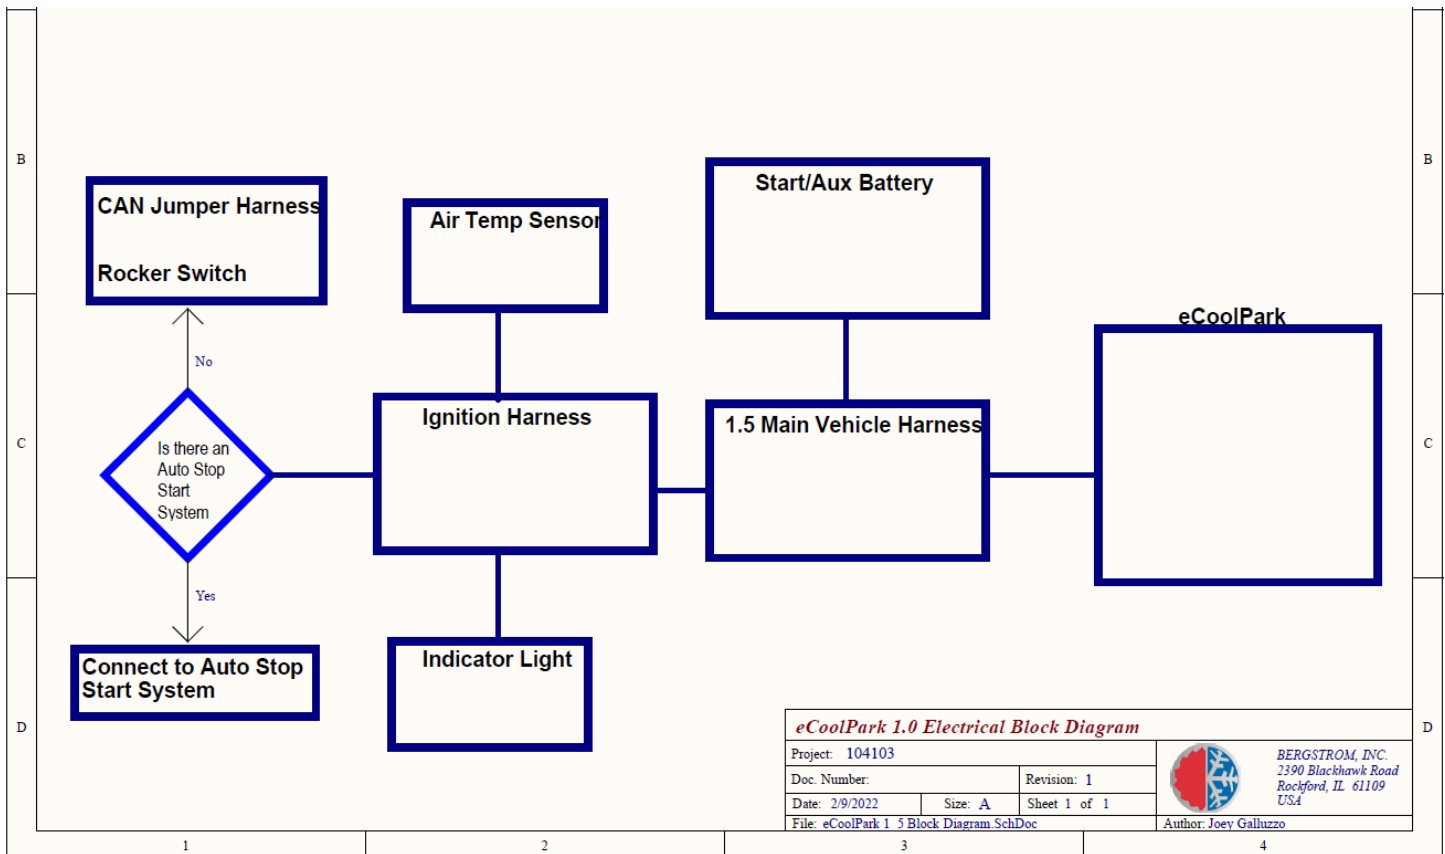 B
B
CAN Jumper Harness
Rocker Switch
Air Temp Sensor
Start/Aux Battery
eCoolPark
No
Is there an
Auto Stop
Start
System
Ignition Harness
1.5 Main Vehicle Harness
C
C
Yes
Connect to Auto Stop
Start System
Indicator Light
D
D
eCoolPark 1.0 Electrical Block Diagram
Project: 104103
Doc. Number:
Revision: 1
Date: 2/9/2022
Size: A
Sheet 1 of 1
File: eCoolPark 1 5 Block Diagram.SchDoc
BERGSTROM, INC.
2390 Blackhawk Road
Rockford, IL 61109
USA
Author: Joey Galluzzo
1
2
3
4